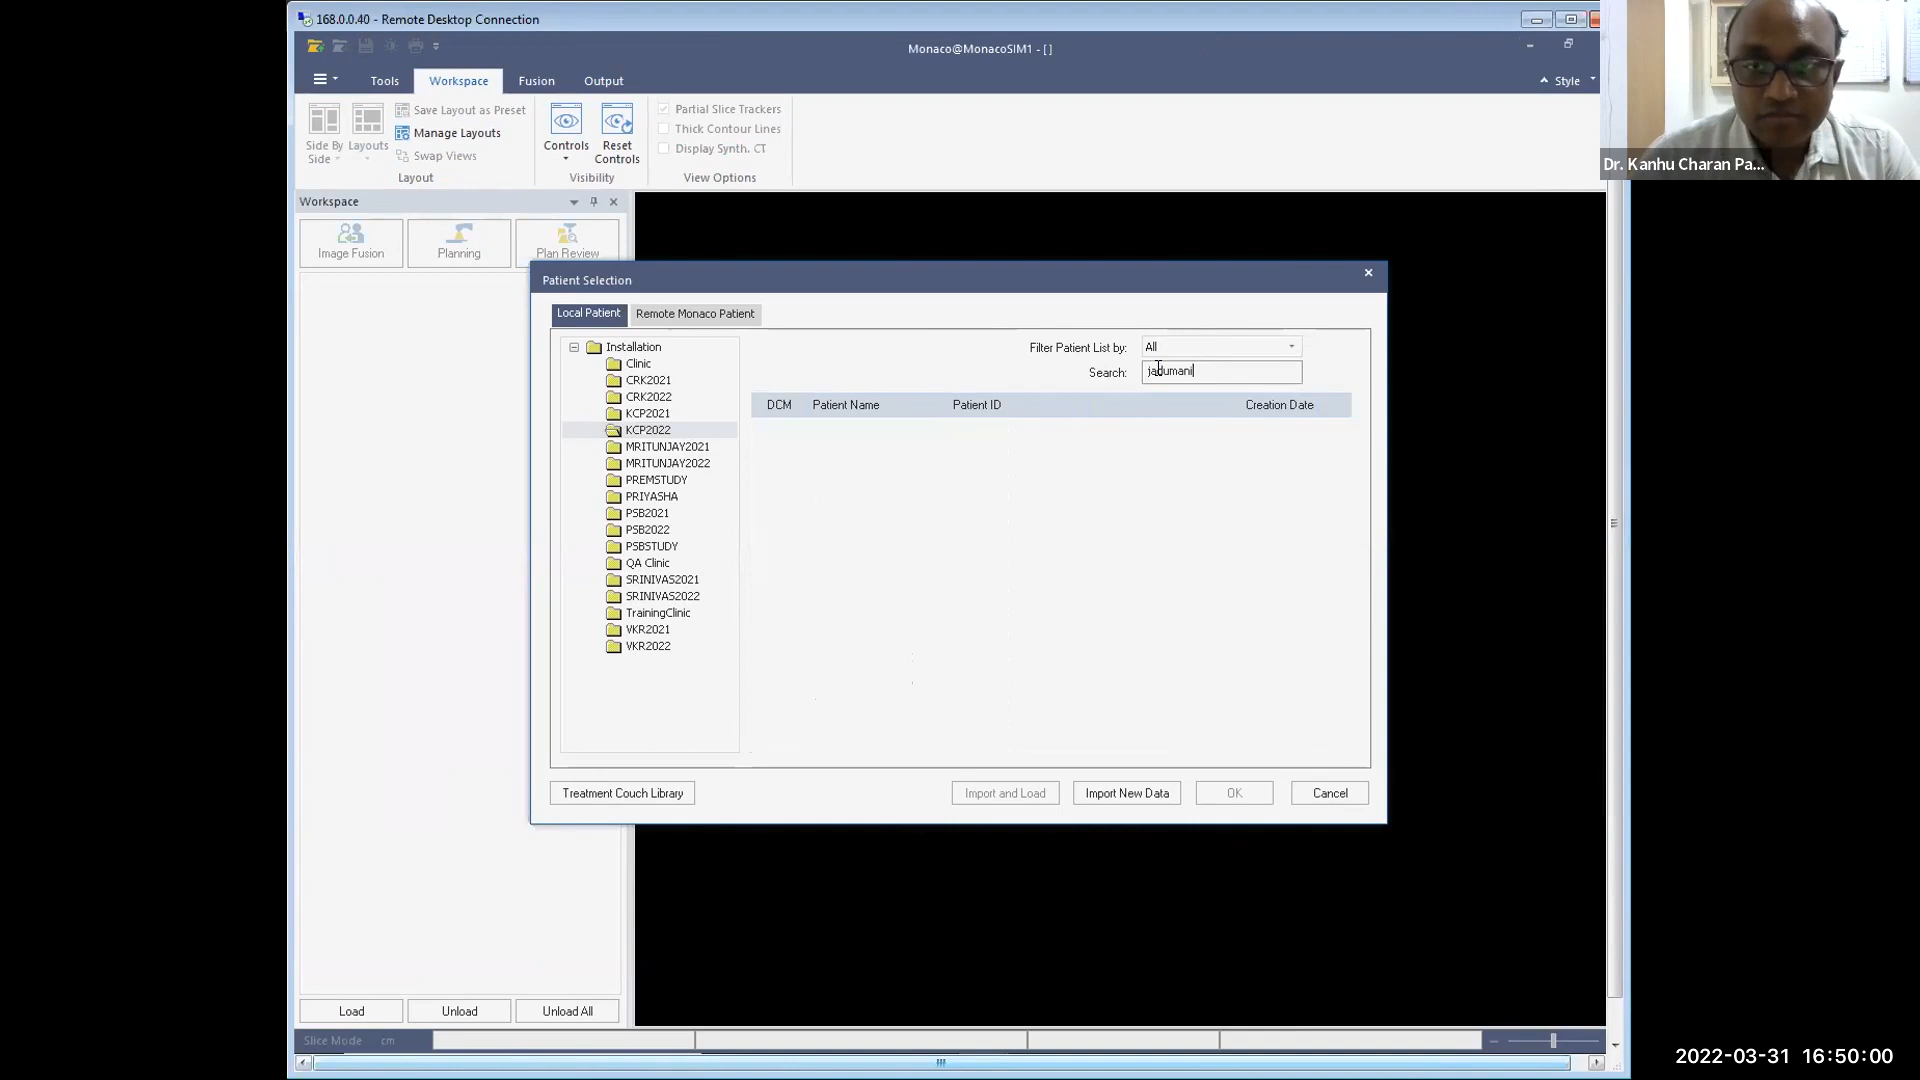 168.0.0.40 - Remote Desktop Connection
Monaco@MonacoSIM1 - [ ]
Tools
Workspace
Fusion
Output
Style
Side By Side
Layouts
Save Layout as Preset
Manage Layouts
Swap Views
Layout
Controls
Reset Controls
Visibility
Partial Slice Trackers
Thick Contour Lines
Display Synth. CT
View Options
Dr. Kanhu Charan Pa...
Workspace
Image Fusion
Planning
Plan Review
Patient Selection
Local Patient
Remote Monaco Patient
Installation
Clinic
CRK2021
CRK2022
KCP2021
KCP2022
MRITUNJAY2021
MRITUNJAY2022
PREMSTUDY
PRIYASHA
PSB2021
PSB2022
PSBSTUDY
QA Clinic
SRINIVAS2021
SRINIVAS2022
TrainingClinic
VKR2021
VKR2022
Filter Patient List by: All
Search: jadumani
DCM Patient Name Patient ID Creation Date
Treatment Couch Library
Import and Load
Import New Data
OK
Cancel
Load
Unload
Unload All
Slice Mode cm
2022-03-31 16:50:00